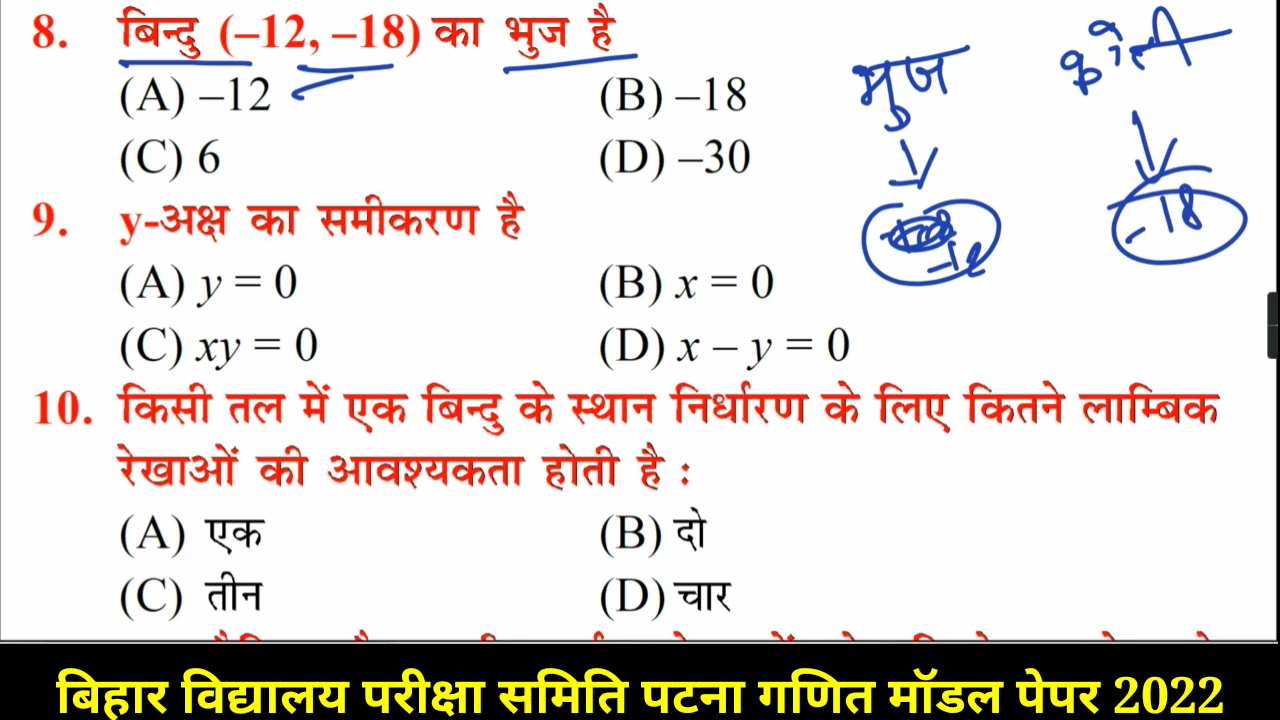 8. बिन्दु (–12, –18) का भुज है
(A) –12 (B) –18
(C) 6 (D) –30
भुज
-12
-18
9. y-अक्ष का समीकरण है
(A) y = 0 (B) x = 0
(C) xy = 0 (D) x – y = 0
10. किसी तल में एक बिन्दु के स्थान निर्धारण के लिए कितने लाम्बिक
रेखाओं की आवश्यकता होती है :
(A) एक (B) दो
(C) तीन (D) चार
बिहार विद्यालय परीक्षा समिति पटना गणित मॉडल पेपर 2022